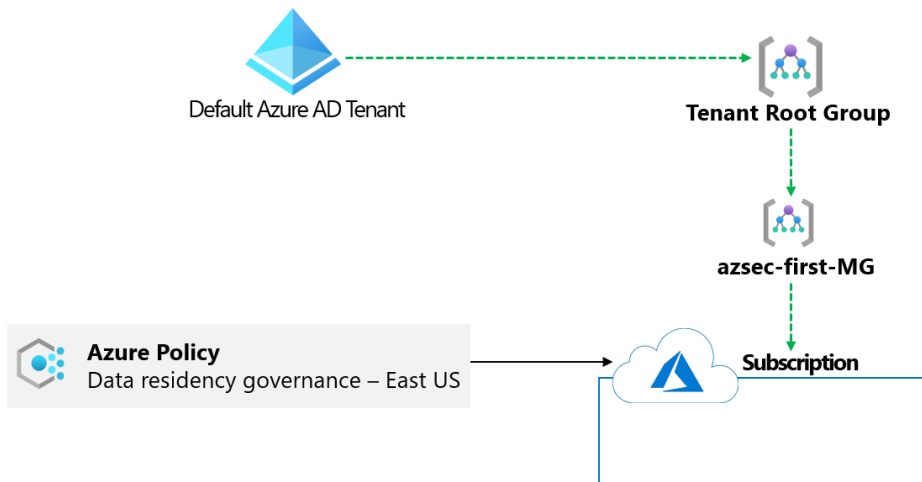 Default Azure AD Tenant
Tenant Root Group
azsec-first-MG
Azure Policy
Subscription
Data residency governance – East US